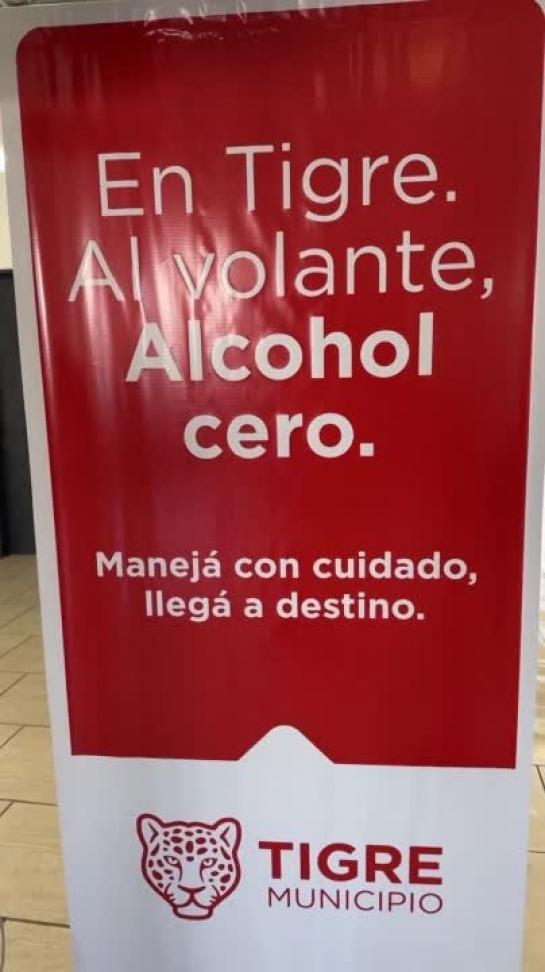 En Tigre.
Al volante,
Alcohol
cero.
Manejá con cuidado,
llegá a destino.
TIGRE
MUNICIPIO